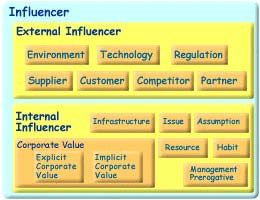 Influencer
External Influencer
Environment Technology Regulation
Supplier Customer Competitor Partner
Internal
Influencer
Infrastructure Issue Assumption
Corporate Value
Resource Habit
Explicit
Corporate
Value
Implicit
Corporate
Value
Management
Prerogative